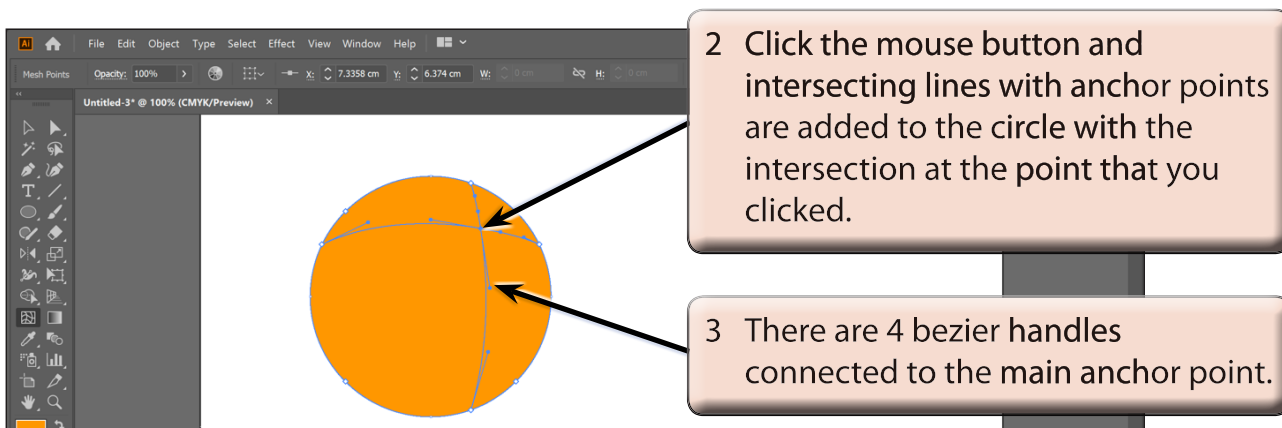 Ai File Edit Object Type Select Effect View Window Help
Mesh Points Opacity: 100% X: 7.3358 cm Y: 6.374 cm W: 0 cm H: 0 cm
Untitled-3* @ 100% (CMYK/Preview) ×
2 Click the mouse button and
intersecting lines with anchor points
are added to the circle with the
intersection at the point that you
clicked.
3 There are 4 bezier handles
connected to the main anchor point.